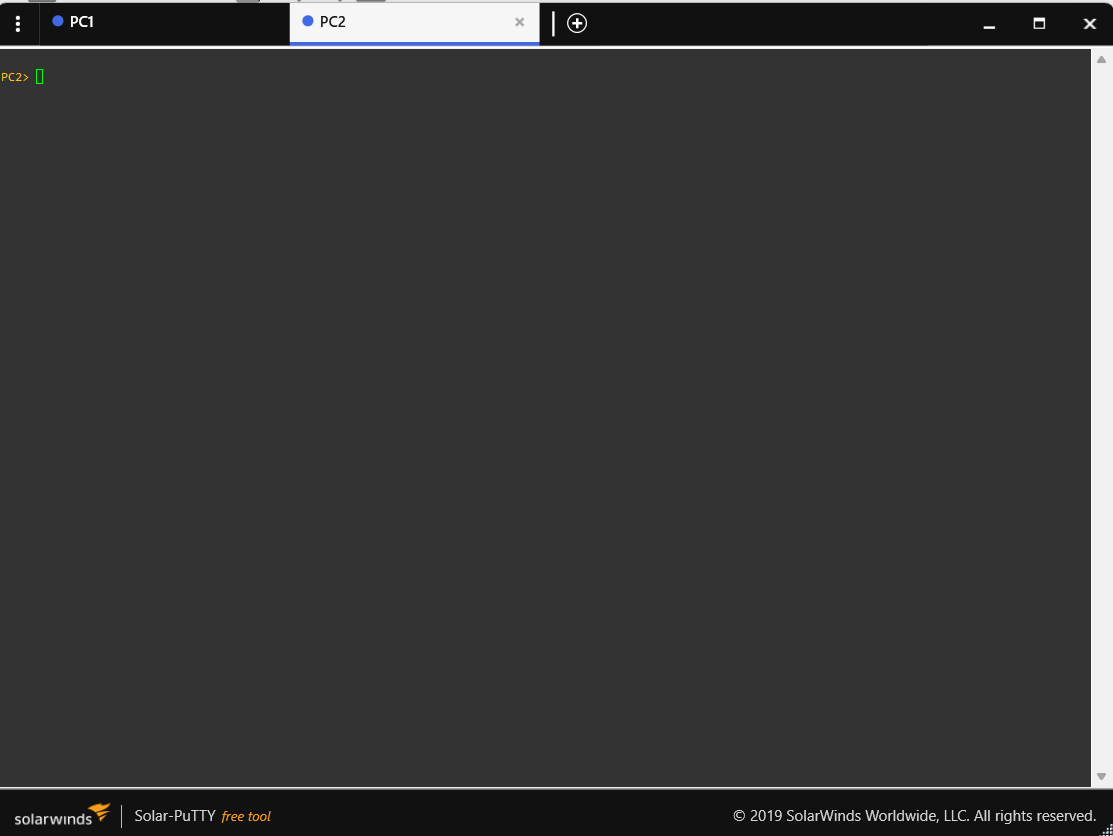 PC1
PC2
PC2>
solarwinds
Solar-PuTTY free tool
© 2019 SolarWinds Worldwide, LLC. All rights reserved.